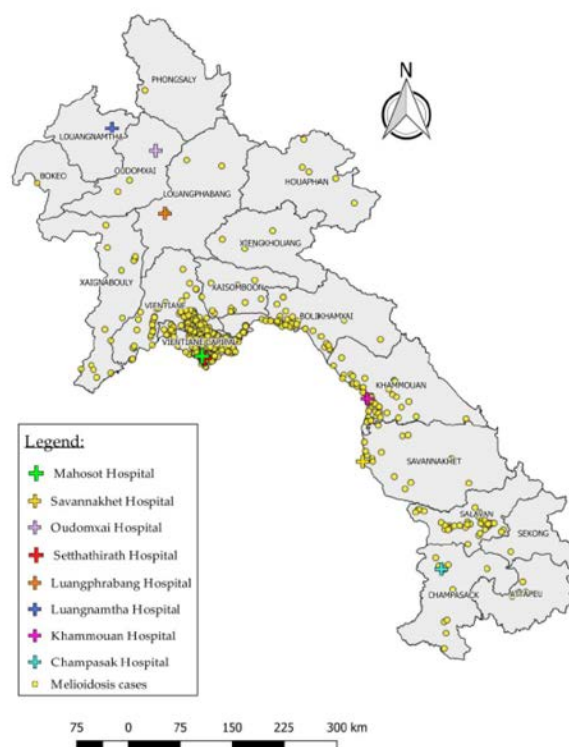 N
PHONGSALY
LOUANGNAMTHA
OUDOMXAI
BOKEO
LOUANGPHABANG
HOUAPHAN
XIENGKHOUANG
XAIGNABOULY
VIENTIANE
XAISOMBOON
BOLIKHAMXAI
VIENTIANE CAPITAL
KHAMMOUAN
SAVANNAKHET
SALAVAN
SEKONG
CHAMPASACK
ATTAPEU
Legend:
Mahosot Hospital
Savannakhet Hospital
Oudomxai Hospital
Setthathirath Hospital
Luangphrabang Hospital
Luangnamtha Hospital
Khammouan Hospital
Champasak Hospital
Melioidosis cases
75 0 75 150 225 300 km